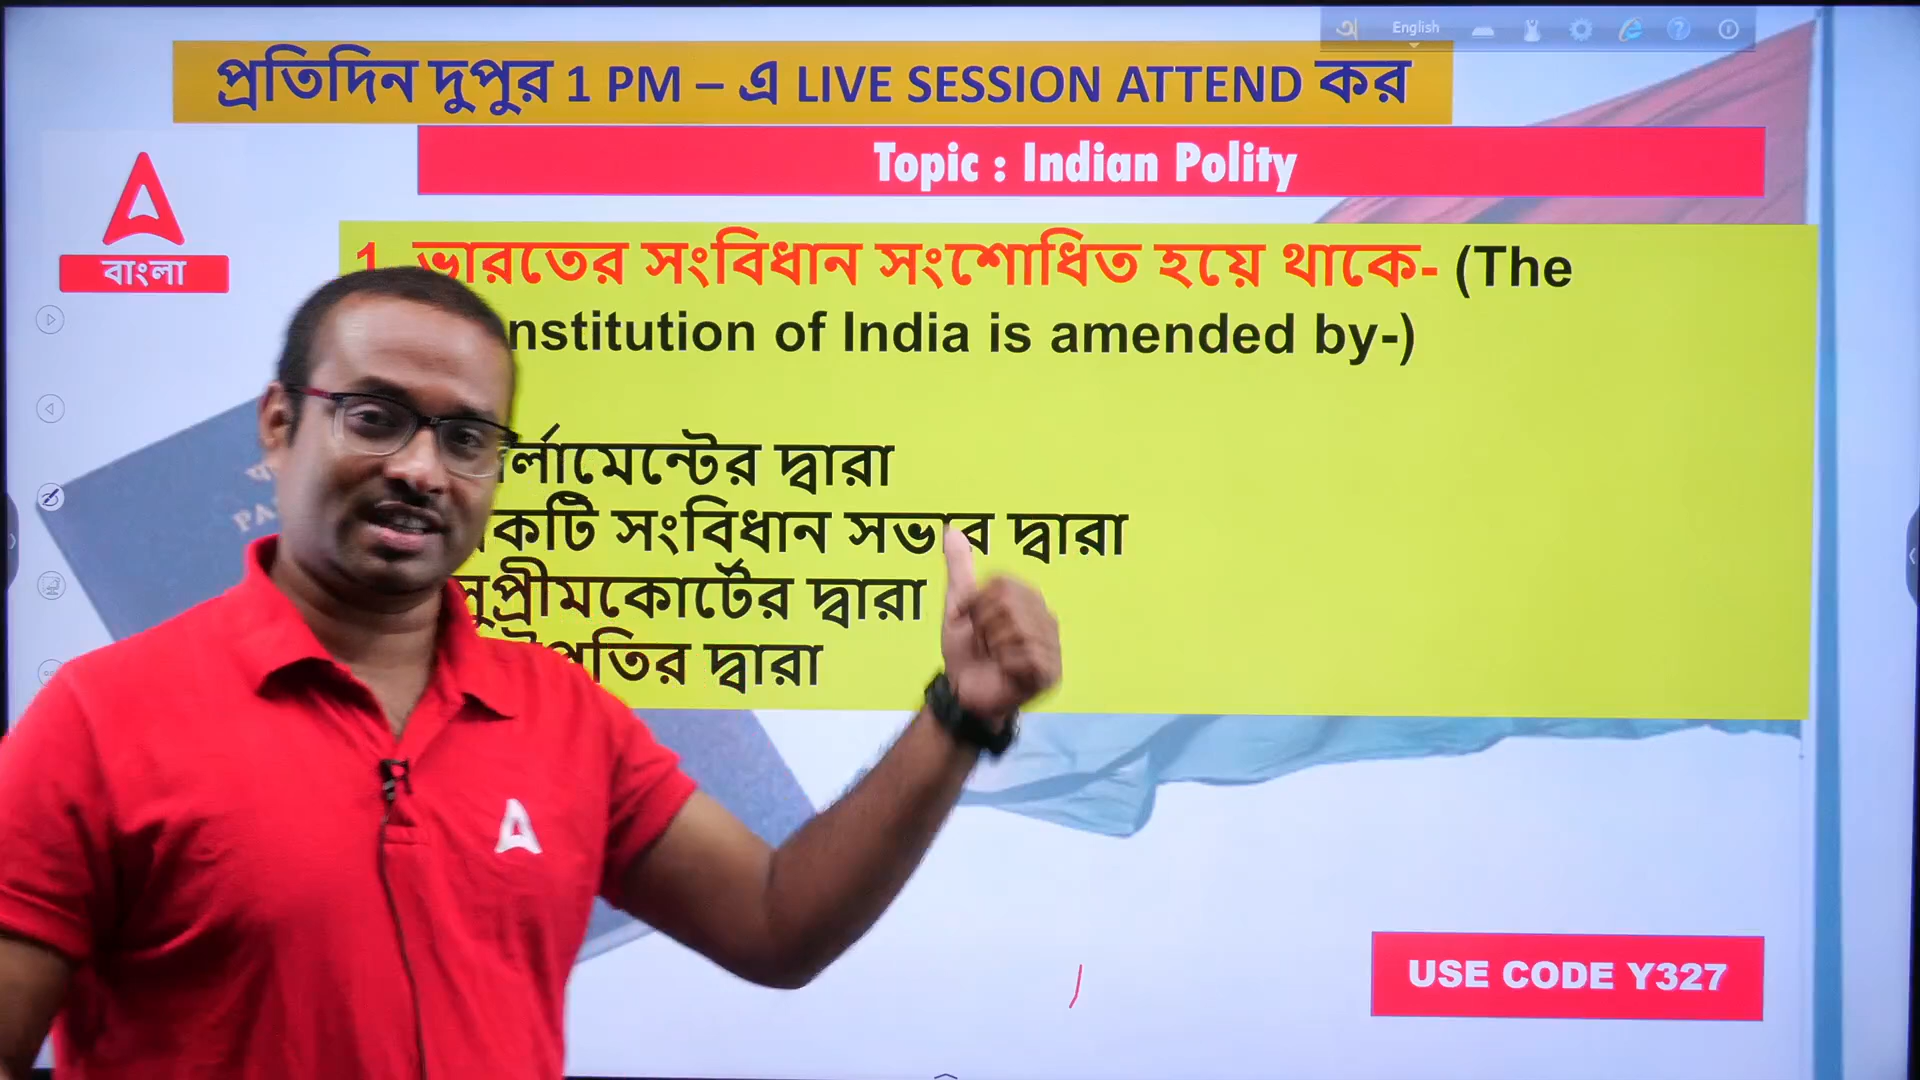 English
প্রতিদিন দুপুর 1 PM – এ LIVE SESSION ATTEND কর
Topic : Indian Polity
বাংলা
1. ভারতের সংবিধান সংশোধিত হয়ে থাকে- (The
nstitution of India is amended by-)
র্লামেন্টের দ্বারা
কটি সংবিধান সভার দ্বারা
সুপ্রীমকোর্টের দ্বারা
পতির দ্বারা
USE CODE Y327